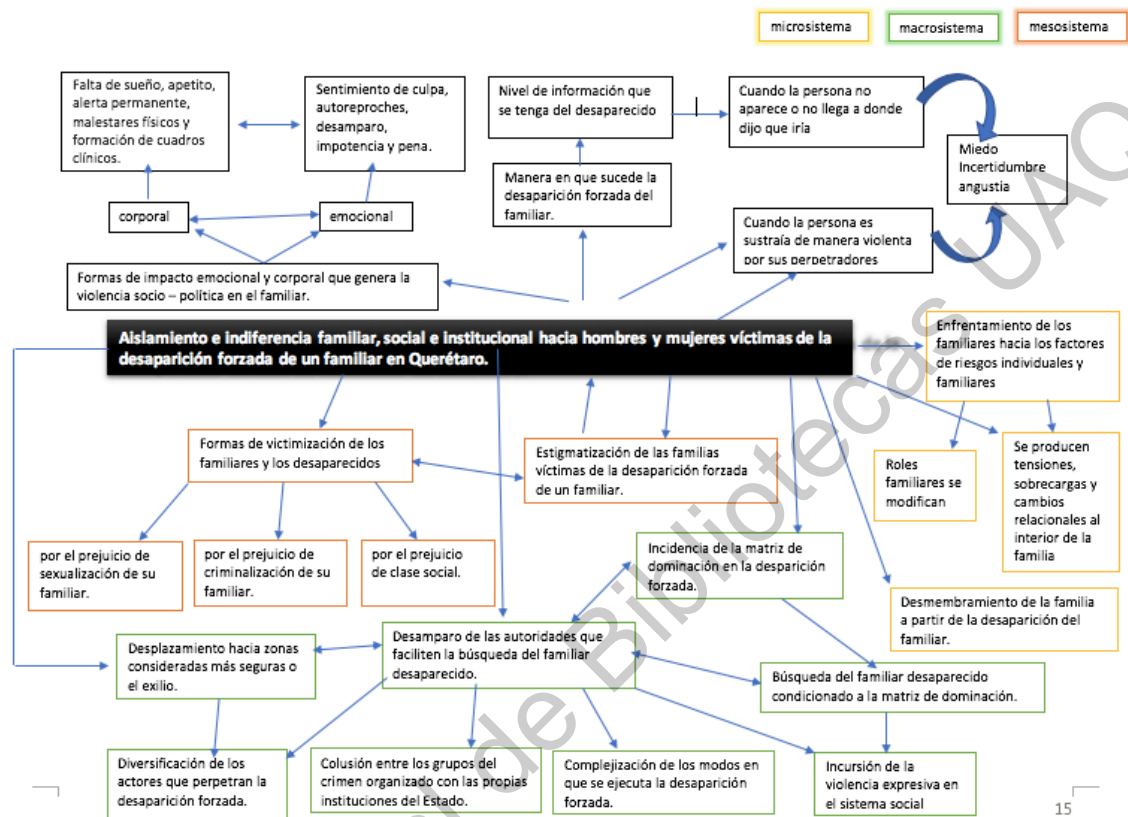 microsistema
macrosistema
mesosistema
Falta de sueño, apetito,
alerta permanente,
malestares físicos y
formación de cuadros
clínicos.
Sentimiento de culpa,
autoreproches,
desamparo,
impotencia y pena.
Nivel de información que
se tenga del desaparecido
Cuando la persona no
aparece o no llega a donde
dijo que iría
Miedo
Incertidumbre
angustia
Manera en que sucede la
desaparición forzada del
familiar.
corporal
emocional
Cuando la persona es
sustraía de manera violenta
por sus perpetradores
Formas de impacto emocional y corporal que genera la
violencia socio – política en el familiar.
Aislamiento e indiferencia familiar, social e institucional hacia hombres y mujeres víctimas de la
desaparición forzada de un familiar en Querétaro.
Enfrentamiento de los
familiares hacia los factores
de riesgos individuales y
familiares
Formas de victimización de los
familiares y los desaparecidos
Estigmatización de las familias
víctimas de la desaparición forzada
de un familiar.
Roles
familiares se
modifican
Se producen
tensiones,
sobrecargas y
cambios
relacionales al
interior de la
familia
por el prejuicio de
sexualización de su
familiar.
por el prejuicio de
criminalización de su
familiar.
por el prejuicio
de clase social.
Incidencia de la matriz de
dominación en la desparición
forzada.
Desmembramiento de la familia
a partir de la desaparición del
familiar.
Desplazamiento hacia zonas
consideradas más seguras o
el exilio.
Desamparo de las autoridades que
faciliten la búsqueda del familiar
desaparecido.
Búsqueda del familiar desaparecido
condicionado a la matriz de dominación.
Diversificación de los
actores que perpetran la
desaparición forzada.
Colusión entre los grupos del
crimen organizado con las propias
instituciones del Estado.
Complejización de los modos en
que se ejecuta la desaparición
forzada.
Incursión de la
violencia expresiva en
el sistema social
15
de Bibliotecas UAQ